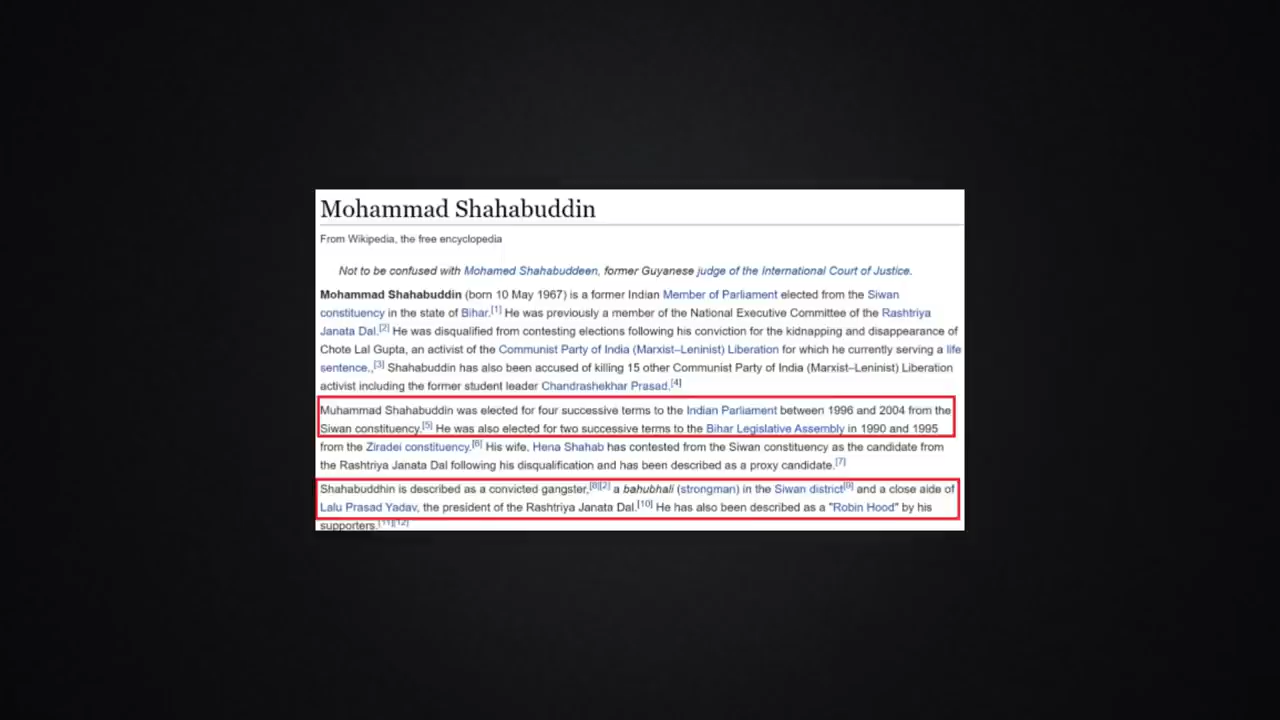 Mohammad Shahabuddin
From Wikipedia, the free encyclopedia
Not to be confused with Mohamed Shahabuddeen, former Guyanese judge of the International Court of Justice.
Mohammad Shahabuddin (born 10 May 1967) is a former Indian Member of Parliament elected from the Siwan
constituency in the state of Bihar.[1] He was previously a member of the National Executive Committee of the Rashtriya
Janata Dal.[2] He was disqualified from contesting elections following his conviction for the kidnapping and disappearance of
Chote Lal Gupta, an activist of the Communist Party of India (Marxist–Leninist) Liberation for which he currently serving a life
sentence.,[3] Shahabuddin has also been accused of killing 15 other Communist Party of India (Marxist–Leninist) Liberation
activist including the former student leader Chandrashekhar Prasad.[4]
Muhammad Shahabuddin was elected for four successive terms to the Indian Parliament between 1996 and 2004 from the
Siwan constituency.[5] He was also elected for two successive terms to the Bihar Legislative Assembly in 1990 and 1995
from the Ziradei constituency.[6] His wife, Hena Shahab has contested from the Siwan constituency as the candidate from
the Rashtriya Janata Dal following his disqualification and has been described as a proxy candidate.[7]
Shahabuddhin is described as a convicted gangster,[8][2] a bahubhali (strongman) in the Siwan district[9] and a close aide of
Lalu Prasad Yadav, the president of the Rashtriya Janata Dal.[10] He has also been described as a "Robin Hood" by his
supporters.[11][12]